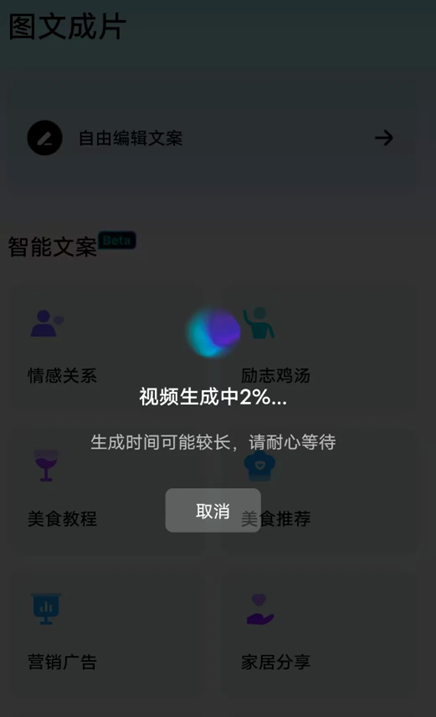 图文成片
自由编辑文案
智能文案 Beta
情感关系
励志鸡汤
视频生成中2%...
生成时间可能较长，请耐心等待
取消
美食教程
美食推荐
营销广告
家居分享